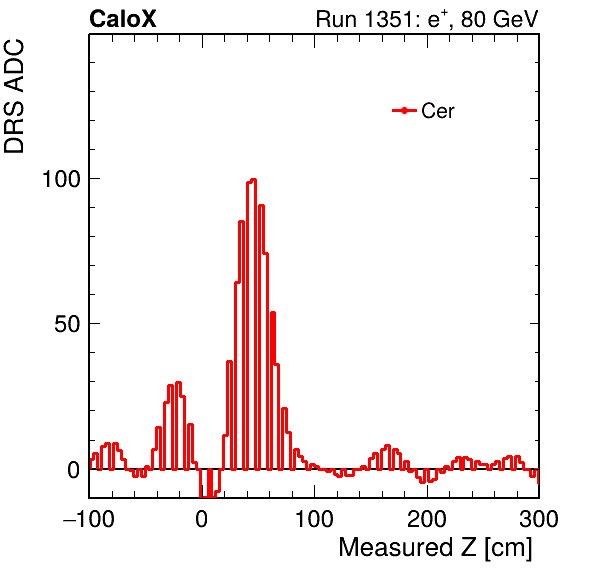 CaloX Run 1351: e⁺, 80 GeV
DRS ADC
Cer
100
50
0
−100 0 100 200 300
Measured Z [cm]